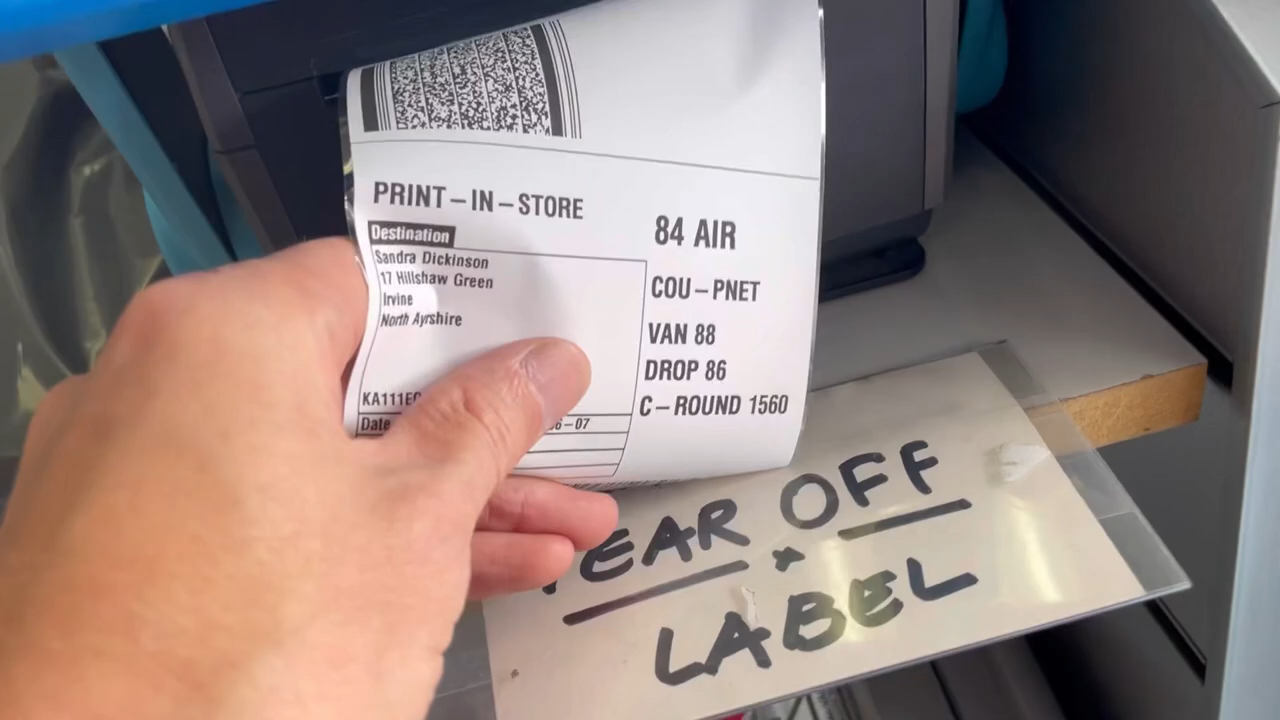 PRINT-IN-STORE
Destination
Sandra Dickinson
17 Hillshaw Green
Irvine
North Ayrshire
Date
84 AIR
COU-PNET
VAN 88
DROP 86
C-ROUND 1560
TEAR OFF
LABEL